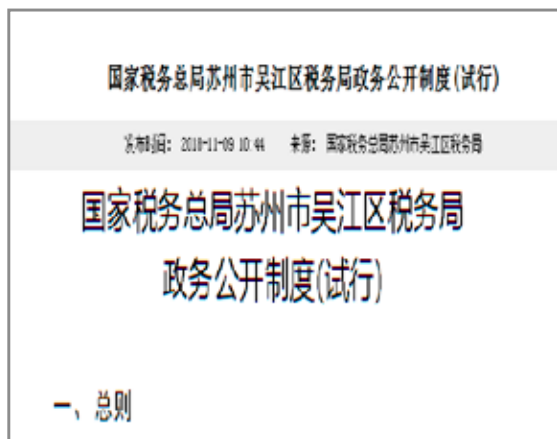 国家税务总局苏州市吴江区税务局政务公开制度(试行)
发布时间：2018-11-09 10:44 来源：国家税务总局苏州市吴江区税务局
国家税务总局苏州市吴江区税务局
政务公开制度(试行)
一、总则